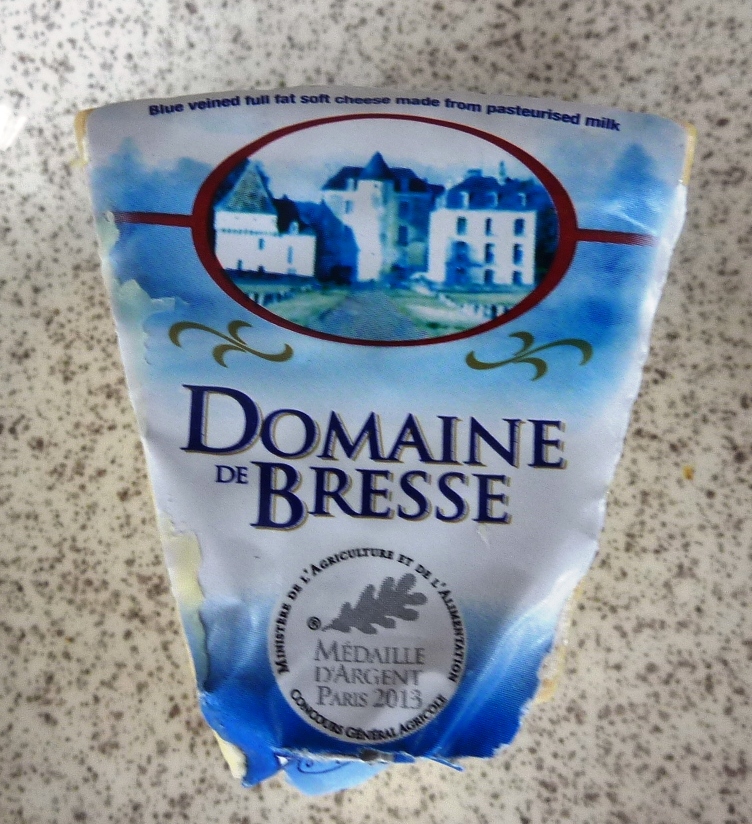 Blue veined full fat soft cheese made from pasteurised milk
DOMAINE
DE BRESSE
MINISTÈRE DE L'AGRICULTURE ET DE L'ALIMENTATION
®
MÉDAILLE
D'ARGENT
PARIS 2013
CONCOURS GÉNÉRAL AGRICOLE